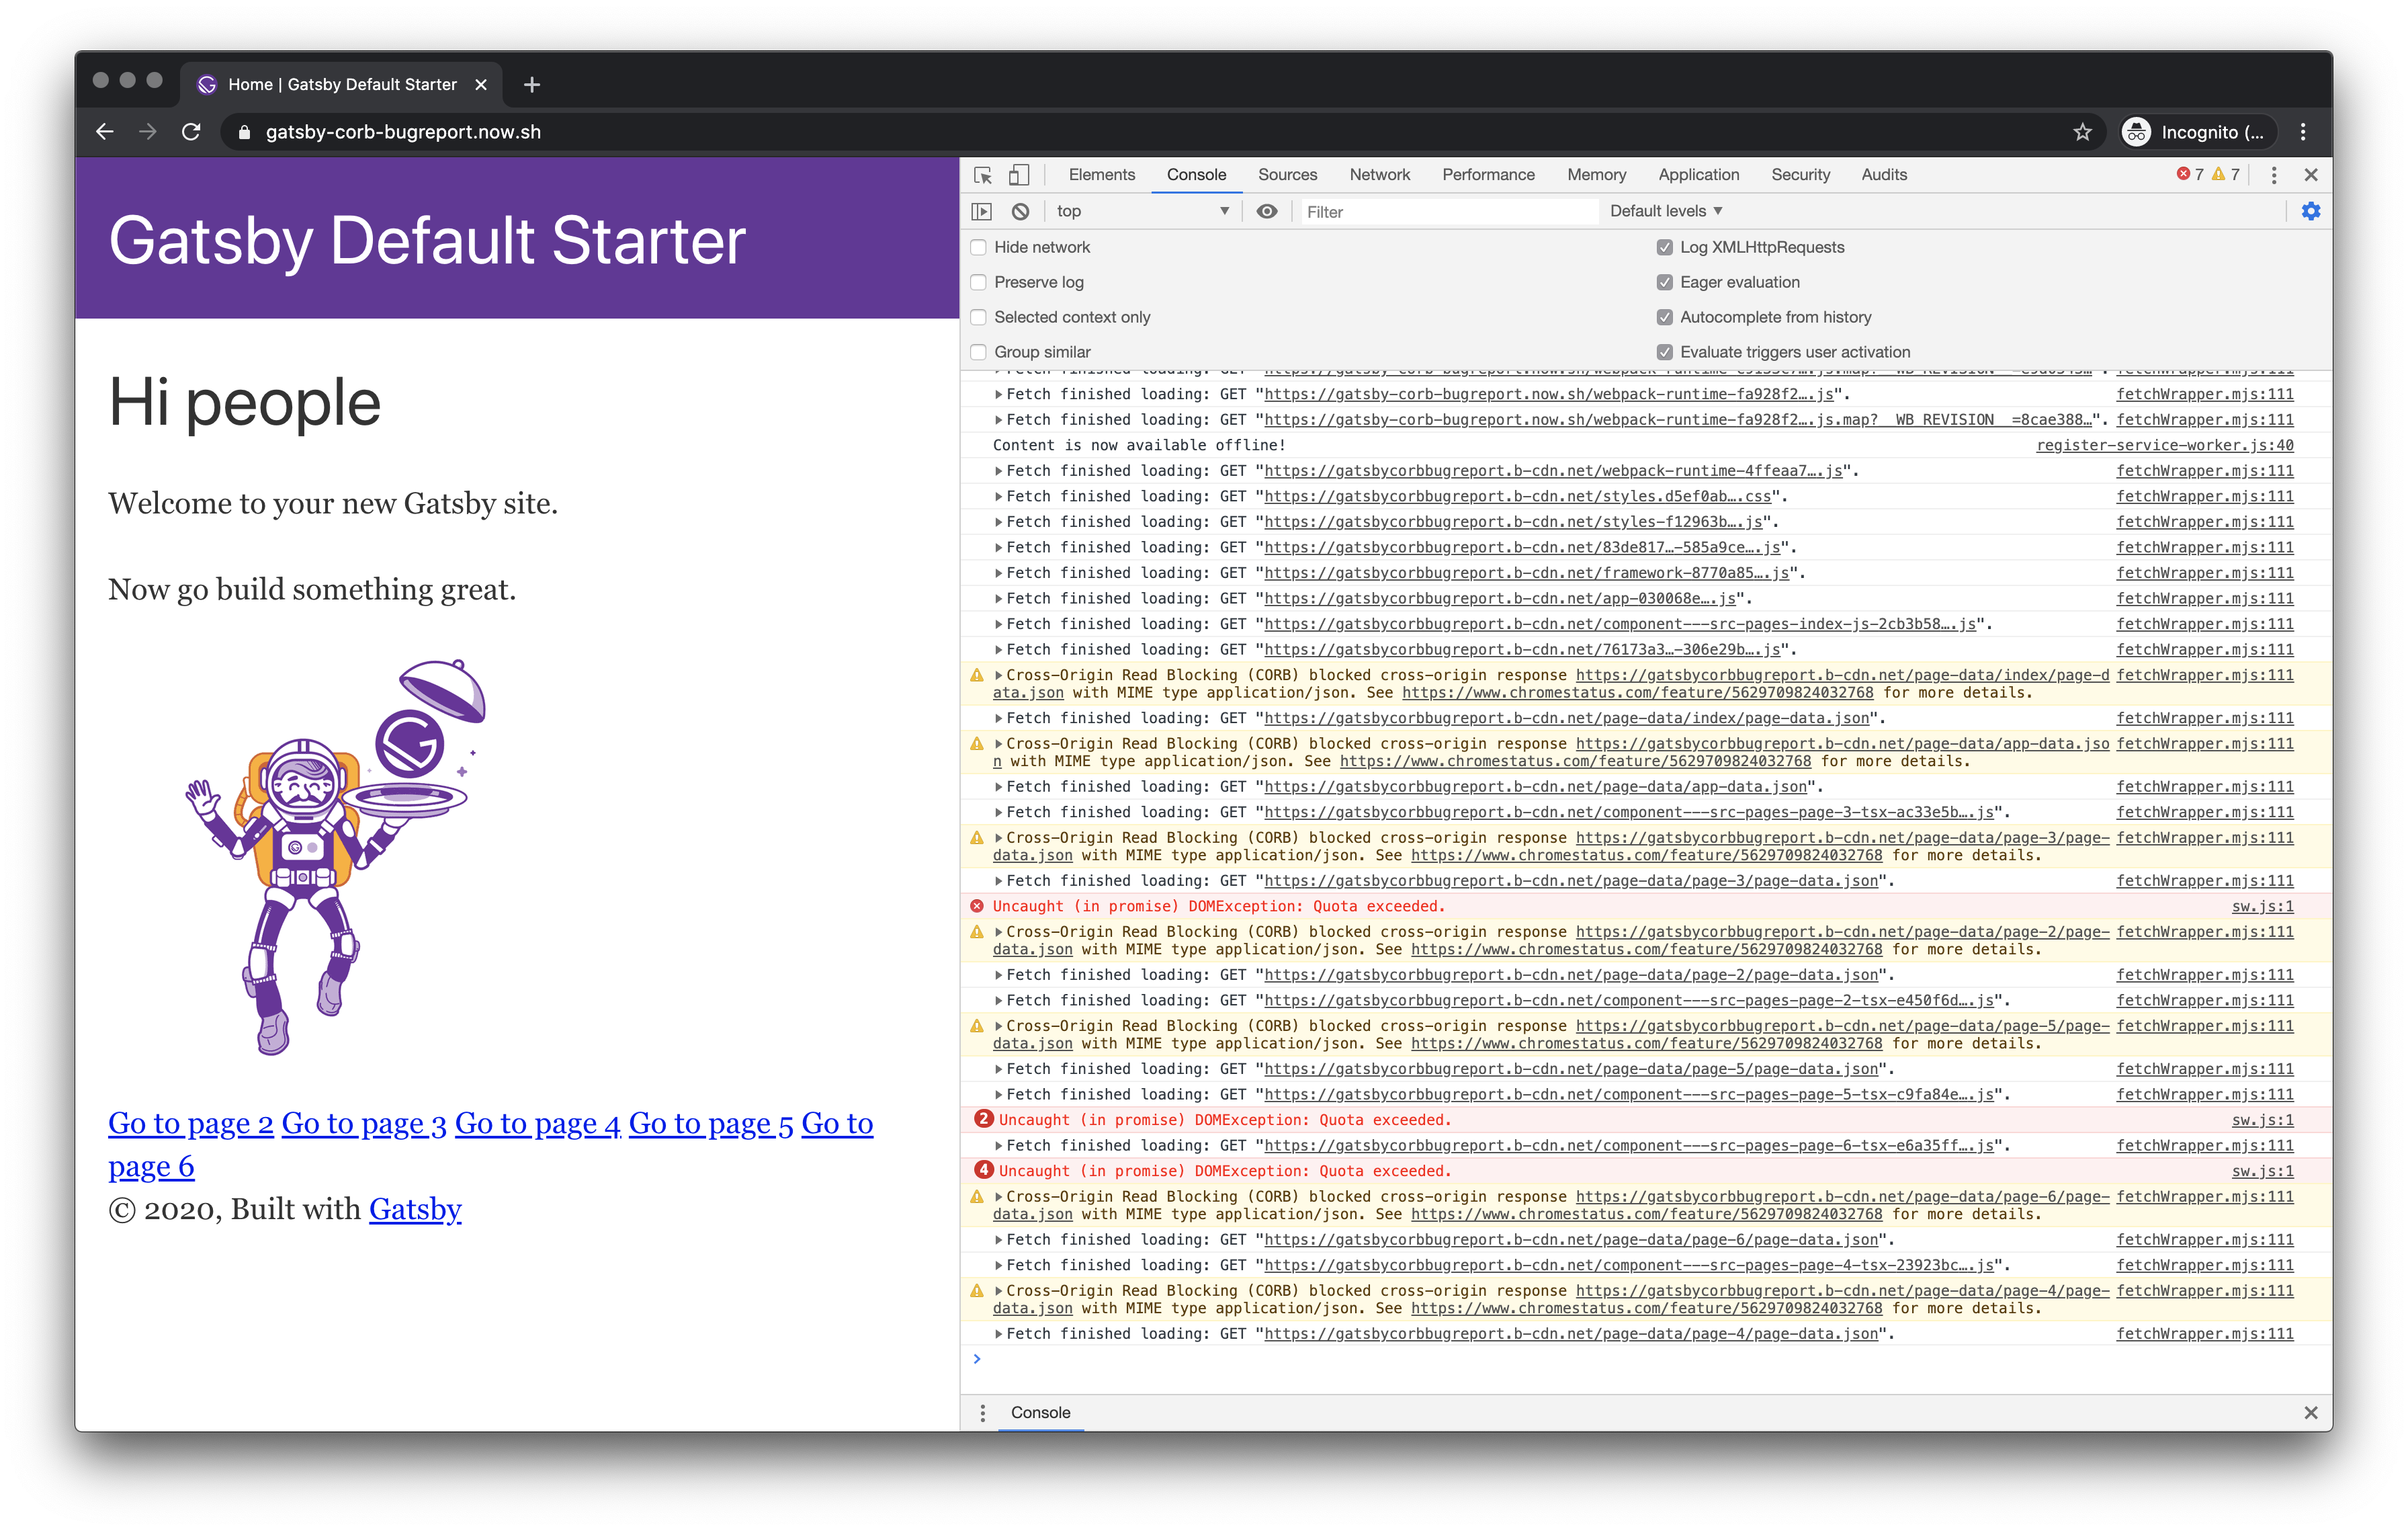 Home | Gatsby Default Starter
gatsby-corb-bugreport.now.sh
Incognito (...
Gatsby Default Starter
Hi people
Welcome to your new Gatsby site.
Now go build something great.
Go to page 2 Go to page 3 Go to page 4 Go to page 5 Go to
page 6
© 2020, Built with Gatsby
Elements Console Sources Network Performance Memory Application Security Audits 7 7
top Filter Default levels
Hide network Log XMLHttpRequests
Preserve log Eager evaluation
Selected context only Autocomplete from history
Group similar Evaluate triggers user activation
Fetch finished loading: GET "https://gatsby-corb-bugreport.now.sh/webpack-runtime-fa928f2….js". fetchWrapper.mjs:111
Fetch finished loading: GET "https://gatsby-corb-bugreport.now.sh/webpack-runtime-fa928f2….js.map?__WB_REVISION__=8cae388…". fetchWrapper.mjs:111
Content is now available offline! register-service-worker.js:40
Fetch finished loading: GET "https://gatsbycorbbugreport.b-cdn.net/webpack-runtime-4ffeaa7….js". fetchWrapper.mjs:111
Fetch finished loading: GET "https://gatsbycorbbugreport.b-cdn.net/styles.d5ef0ab….css". fetchWrapper.mjs:111
Fetch finished loading: GET "https://gatsbycorbbugreport.b-cdn.net/styles-f12963b….js". fetchWrapper.mjs:111
Fetch finished loading: GET "https://gatsbycorbbugreport.b-cdn.net/83de817…-585a9ce….js". fetchWrapper.mjs:111
Fetch finished loading: GET "https://gatsbycorbbugreport.b-cdn.net/framework-8770a85….js". fetchWrapper.mjs:111
Fetch finished loading: GET "https://gatsbycorbbugreport.b-cdn.net/app-030068e….js". fetchWrapper.mjs:111
Fetch finished loading: GET "https://gatsbycorbbugreport.b-cdn.net/component---src-pages-index-js-2cb3b58….js". fetchWrapper.mjs:111
Fetch finished loading: GET "https://gatsbycorbbugreport.b-cdn.net/76173a3…-306e29b….js". fetchWrapper.mjs:111
Cross-Origin Read Blocking (CORB) blocked cross-origin response https://gatsbycorbbugreport.b-cdn.net/page-data/index/page-d fetchWrapper.mjs:111
ata.json with MIME type application/json. See https://www.chromestatus.com/feature/5629709824032768 for more details.
Fetch finished loading: GET "https://gatsbycorbbugreport.b-cdn.net/page-data/index/page-data.json". fetchWrapper.mjs:111
Cross-Origin Read Blocking (CORB) blocked cross-origin response https://gatsbycorbbugreport.b-cdn.net/page-data/app-data.jso fetchWrapper.mjs:111
n with MIME type application/json. See https://www.chromestatus.com/feature/5629709824032768 for more details.
Fetch finished loading: GET "https://gatsbycorbbugreport.b-cdn.net/page-data/app-data.json". fetchWrapper.mjs:111
Fetch finished loading: GET "https://gatsbycorbbugreport.b-cdn.net/component---src-pages-page-3-tsx-ac33e5b….js". fetchWrapper.mjs:111
Cross-Origin Read Blocking (CORB) blocked cross-origin response https://gatsbycorbbugreport.b-cdn.net/page-data/page-3/page- fetchWrapper.mjs:111
data.json with MIME type application/json. See https://www.chromestatus.com/feature/5629709824032768 for more details.
Fetch finished loading: GET "https://gatsbycorbbugreport.b-cdn.net/page-data/page-3/page-data.json". fetchWrapper.mjs:111
Uncaught (in promise) DOMException: Quota exceeded. sw.js:1
Cross-Origin Read Blocking (CORB) blocked cross-origin response https://gatsbycorbbugreport.b-cdn.net/page-data/page-2/page- fetchWrapper.mjs:111
data.json with MIME type application/json. See https://www.chromestatus.com/feature/5629709824032768 for more details.
Fetch finished loading: GET "https://gatsbycorbbugreport.b-cdn.net/page-data/page-2/page-data.json". fetchWrapper.mjs:111
Fetch finished loading: GET "https://gatsbycorbbugreport.b-cdn.net/component---src-pages-page-2-tsx-e450f6d….js". fetchWrapper.mjs:111
Cross-Origin Read Blocking (CORB) blocked cross-origin response https://gatsbycorbbugreport.b-cdn.net/page-data/page-5/page- fetchWrapper.mjs:111
data.json with MIME type application/json. See https://www.chromestatus.com/feature/5629709824032768 for more details.
Fetch finished loading: GET "https://gatsbycorbbugreport.b-cdn.net/page-data/page-5/page-data.json". fetchWrapper.mjs:111
Fetch finished loading: GET "https://gatsbycorbbugreport.b-cdn.net/component---src-pages-page-5-tsx-c9fa84e….js". fetchWrapper.mjs:111
2 Uncaught (in promise) DOMException: Quota exceeded. sw.js:1
Fetch finished loading: GET "https://gatsbycorbbugreport.b-cdn.net/component---src-pages-page-6-tsx-e6a35ff….js". fetchWrapper.mjs:111
4 Uncaught (in promise) DOMException: Quota exceeded. sw.js:1
Cross-Origin Read Blocking (CORB) blocked cross-origin response https://gatsbycorbbugreport.b-cdn.net/page-data/page-6/page- fetchWrapper.mjs:111
data.json with MIME type application/json. See https://www.chromestatus.com/feature/5629709824032768 for more details.
Fetch finished loading: GET "https://gatsbycorbbugreport.b-cdn.net/page-data/page-6/page-data.json". fetchWrapper.mjs:111
Fetch finished loading: GET "https://gatsbycorbbugreport.b-cdn.net/component---src-pages-page-4-tsx-23923bc….js". fetchWrapper.mjs:111
Cross-Origin Read Blocking (CORB) blocked cross-origin response https://gatsbycorbbugreport.b-cdn.net/page-data/page-4/page- fetchWrapper.mjs:111
data.json with MIME type application/json. See https://www.chromestatus.com/feature/5629709824032768 for more details.
Fetch finished loading: GET "https://gatsbycorbbugreport.b-cdn.net/page-data/page-4/page-data.json". fetchWrapper.mjs:111
Console